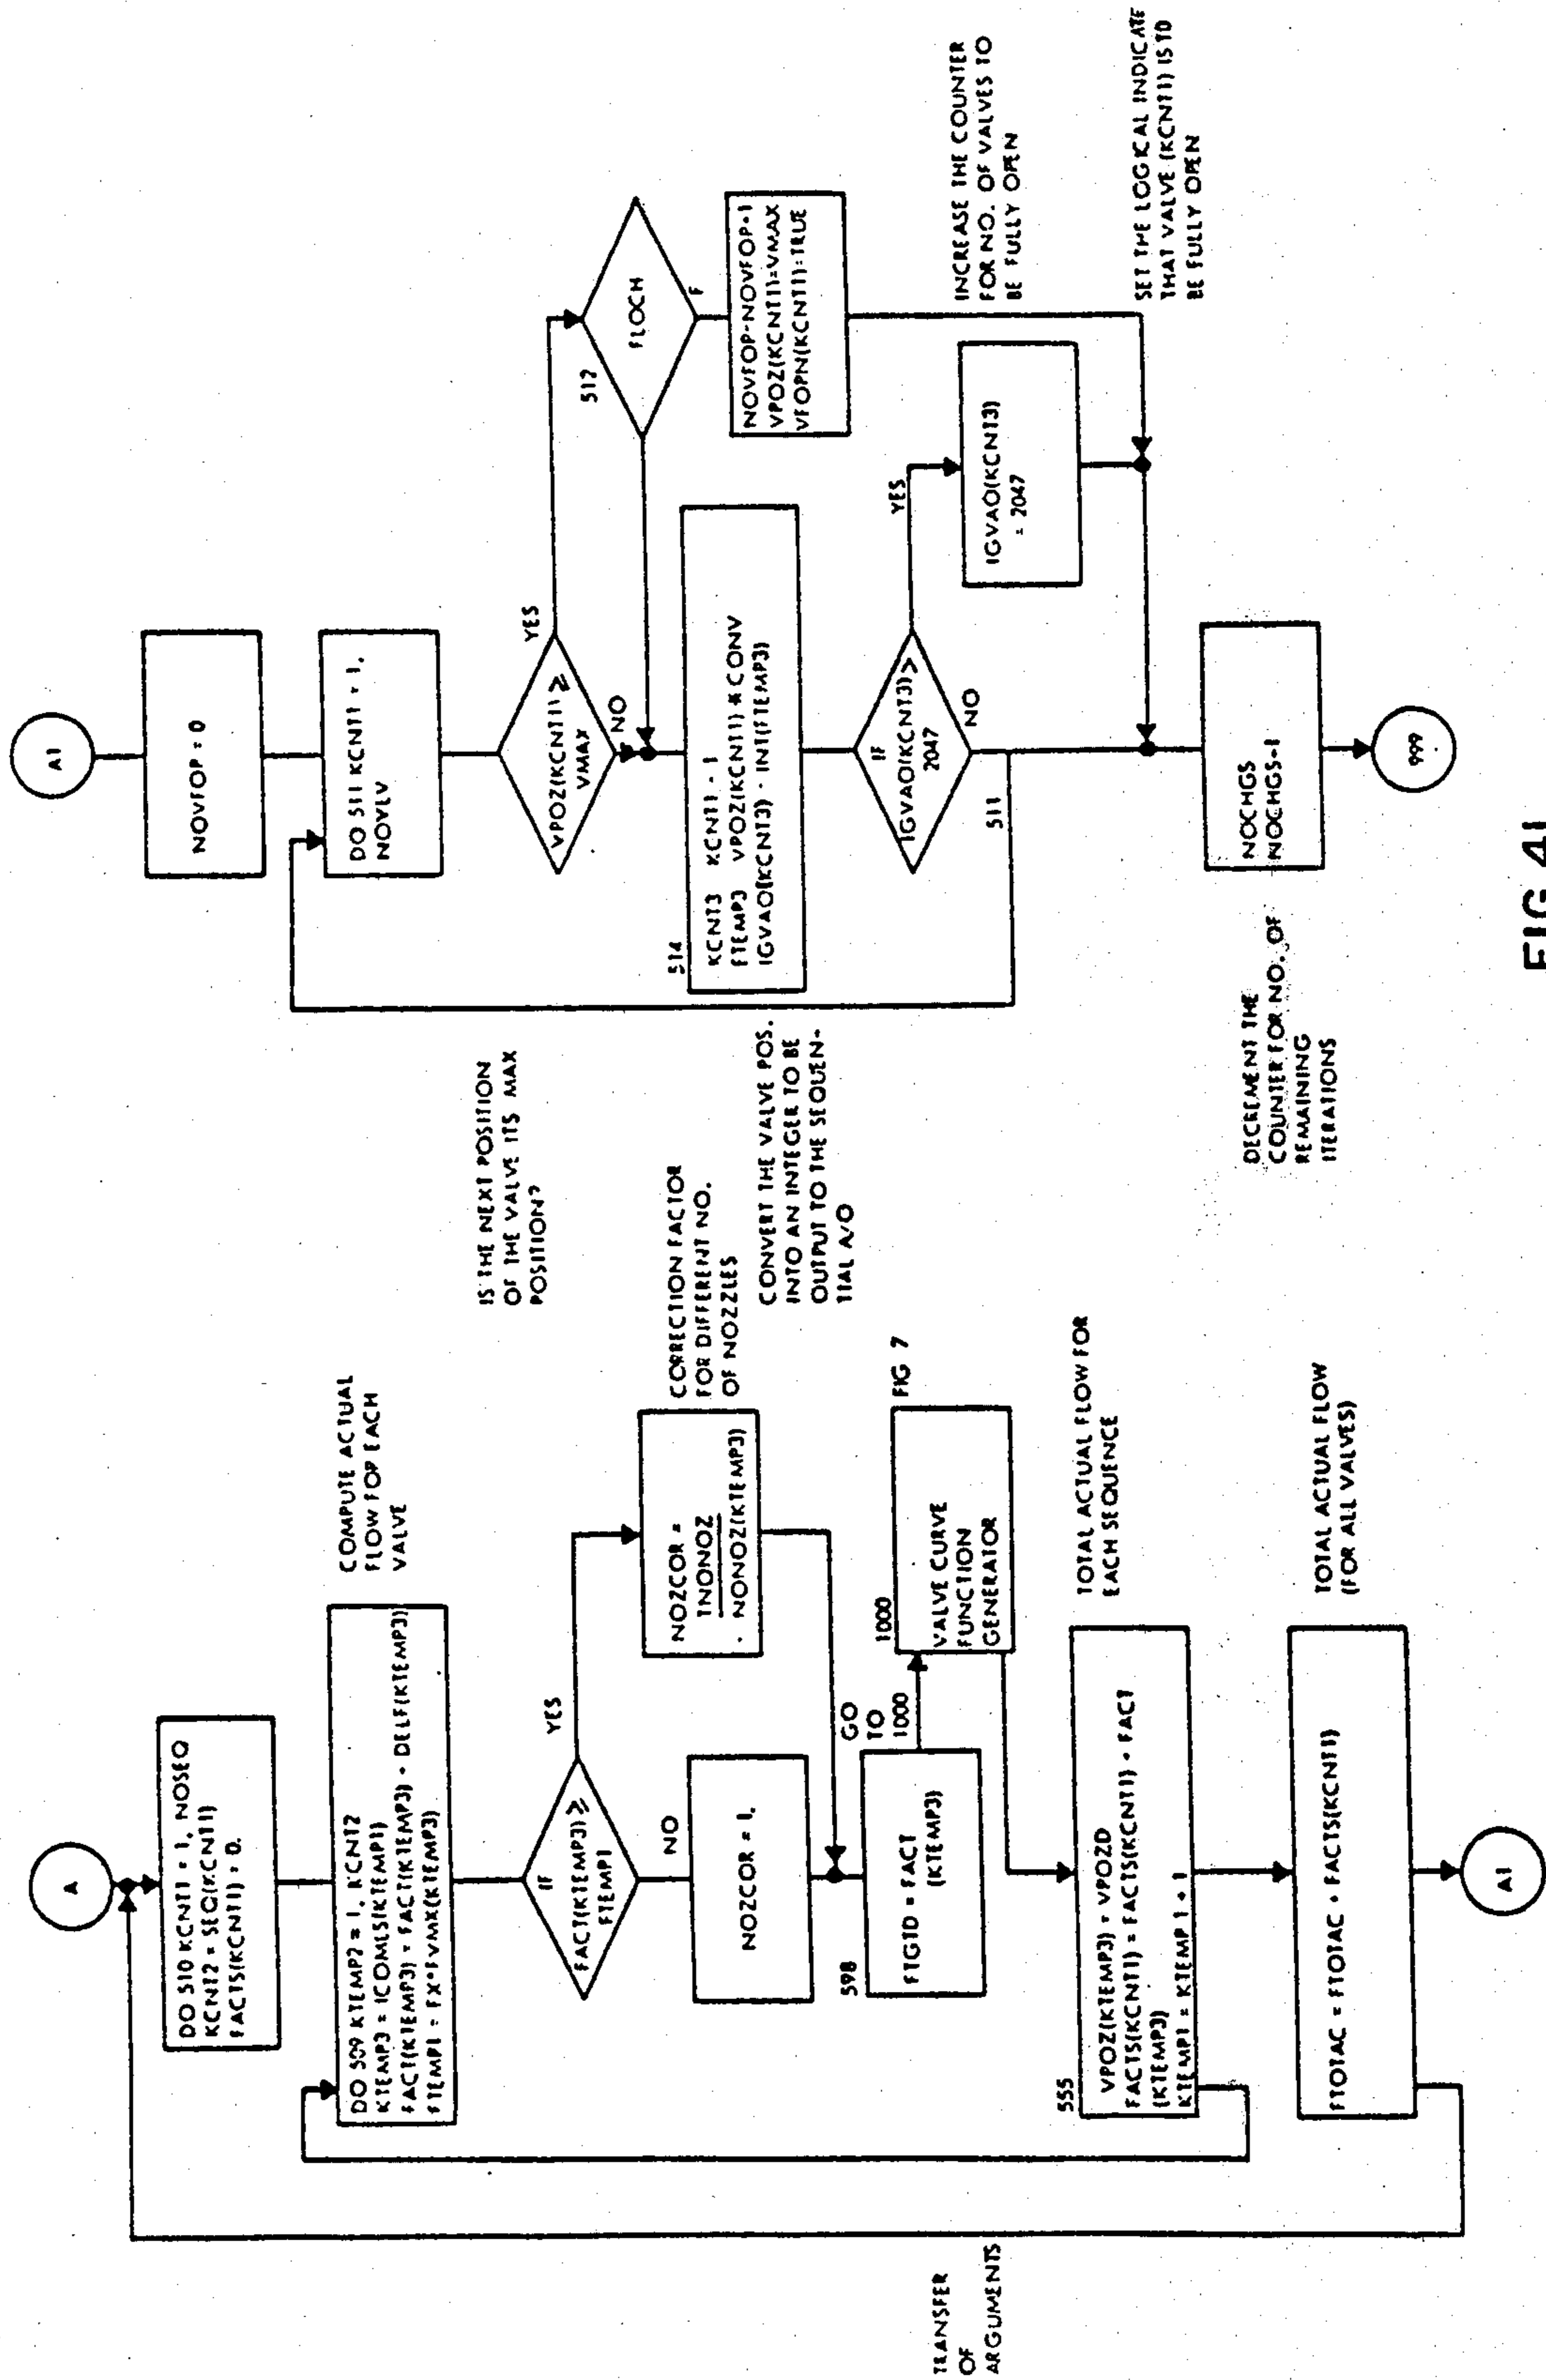 A
DO 509 KTEMP2 = 1, KCNT2
DO 510 KCNT1 = 1, NOSEQ
KCNT2 = SEQ(KCNT1)
FACTS(KCNT1) = 0.
KTEMP3 = ICOMLS(KTEMP1)
FACT(KTEMP3) = FACT(KTEMP3) + DELF(KTEMP3)
FTEMP1 = FX*FVMX(KTEMP3)
COMPUTE ACTUAL
FLOW FOR EACH
VALVE
IF
FACT(KTEMP3) ≥
FTEMP1
YES
NO
NOZCOR =
TNONOZ
NONOZ(KTEMP3)
CORRECTION FACTOR
FOR DIFFERENT NO.
OF NOZZLES
NOZCOR = 1.
598
FTGTD = FACT
(KTEMP3)
GO
TO
1000
1000
FIG 7
VALVE CURVE
FUNCTION
GENERATOR
555
VPOZ(KTEMP3) = VPOZD
FACTS(KCNT1) = FACTS(KCNT1) + FACT
(KTEMP3)
KTEMP1 = KTEMP1 + 1
TOTAL ACTUAL FLOW FOR
EACH SEQUENCE
FTOTAC = FTOTAC + FACTS(KCNT1)
TOTAL ACTUAL FLOW
(FOR ALL VALVES)
A1
TRANSFER
OF
ARGUMENTS
A1
NOVFOP = 0
DO 511 KCNT1 = 1,
NOVLV
IS THE NEXT POSITION
OF THE VALVE ITS MAX
POSITION?
VPOZ(KCNT1) ≥
VMAX
YES
NO
517
FLOCH
F
NOVFOP=NOVFOP+1
VPOZ(KCNT1)=VMAX
VFOPN(KCNT1)=TRUE
INCREASE THE COUNTER
FOR NO. OF VALVES TO
BE FULLY OPEN
SET THE LOGICAL INDICATE
THAT VALVE (KCNT1) IS TO
BE FULLY OPEN
514
KCNT3 KCNT1 - 1
FTEMP3 VPOZ(KCNT1) * CONV
IGVAO(KCNT3) - INT(FTEMP3)
CONVERT THE VALVE POS.
INTO AN INTEGER TO BE
OUTPUT TO THE SEQUEN-
TIAL A/O
IF
IGVAO(KCNT3) >
2047
YES
NO
IGVAO(KCNT3)
= 2047
511
NOCHGS
NOCHGS-1
DECREMENT THE
COUNTER FOR NO. OF
REMAINING
ITERATIONS
999